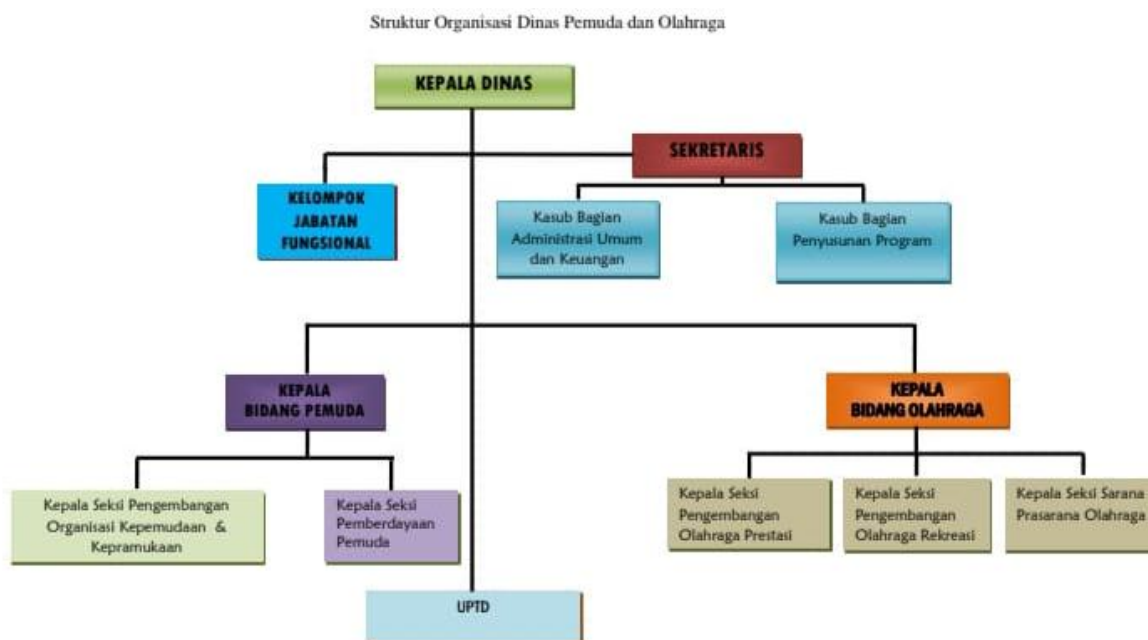 Struktur Organisasi Dinas Pemuda dan Olahraga
KEPALA DINAS
SEKRETARIS
KELOMPOK
JABATAN
FUNGSIONAL
Kasub Bagian
Administrasi Umum
dan Keuangan
Kasub Bagian
Penyusunan Program
KEPALA
BIDANG PEMUDA
KEPALA
BIDANG OLAHRAGA
Kepala Seksi Pengembangan
Organisasi Kepemudaan &
Kepramukaan
Kepala Seksi
Pemberdayaan
Pemuda
Kepala Seksi
Pengembangan
Olahraga Prestasi
Kepala Seksi
Pengembangan
Olahraga Rekreasi
Kepala Seksi Sarana
Prasarana Olahraga
UPTD